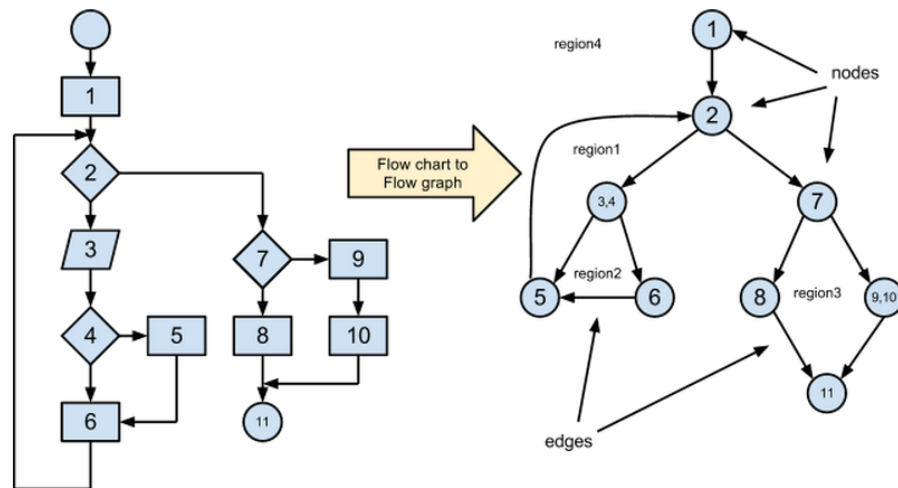 1
2
3
4
5
6
7
8
9
10
11
Flow chart to
Flow graph
region4
1
nodes
2
region1
3,4
7
region2
5
6
8
region3
9,10
11
edges